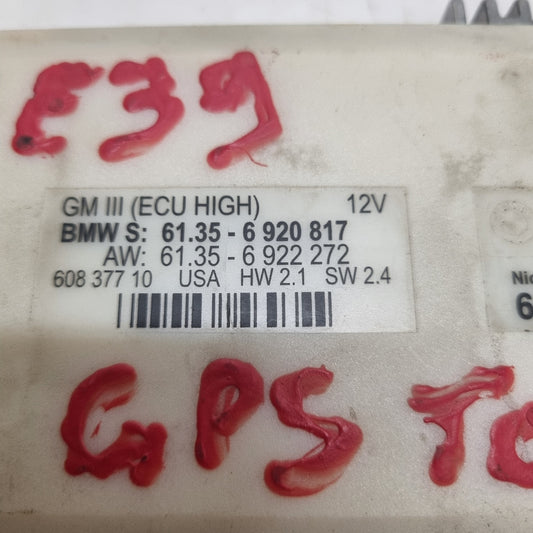 E39
GM III (ECU HIGH) 12V
BMW S: 61.35 - 6 920 817
AW: 61.35 - 6 922 272
608 377 10 USA HW 2.1 SW 2.4
6
GPS